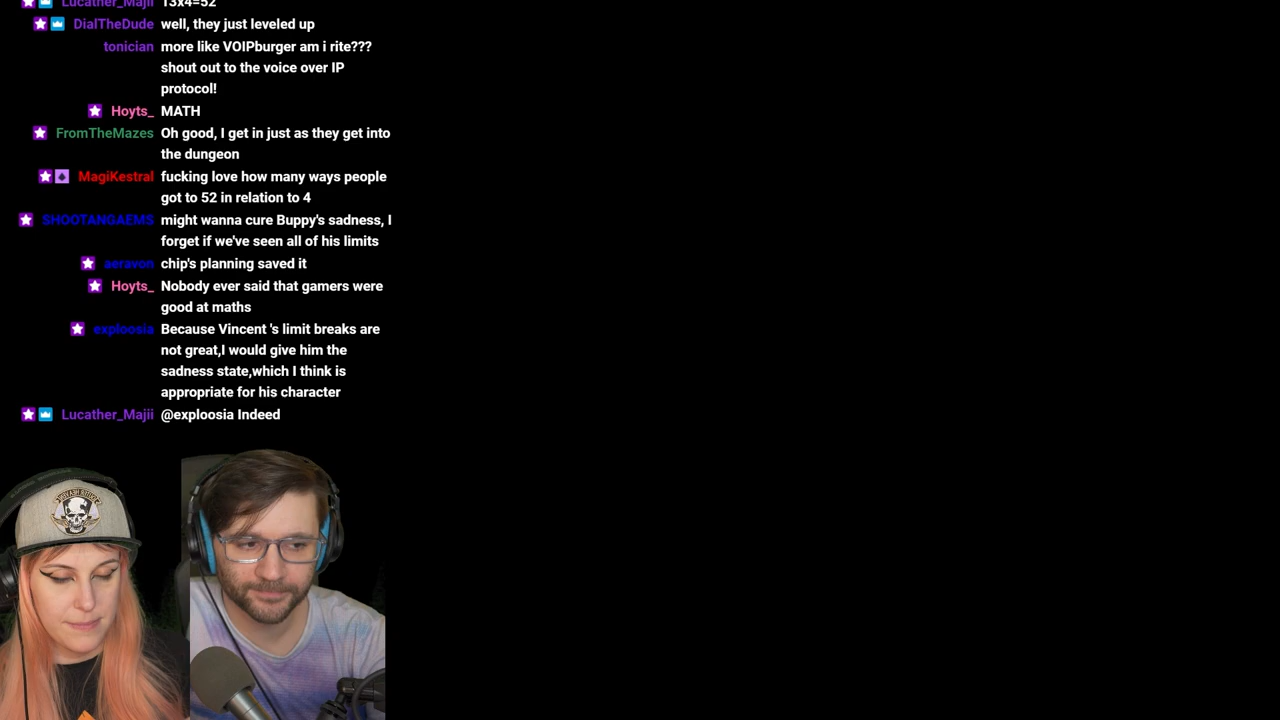 Lucather_Majii 13x4=52
DialTheDude well, they just leveled up
tonician more like VOIPburger am i rite???
shout out to the voice over IP
protocol!
Hoyts_ MATH
FromTheMazes Oh good, I get in just as they get into
the dungeon
MagiKestral fucking love how many ways people
got to 52 in relation to 4
SHOOTANGAEMS might wanna cure Buppy's sadness, I
forget if we've seen all of his limits
aeravon chip's planning saved it
Hoyts_ Nobody ever said that gamers were
good at maths
exploosia Because Vincent 's limit breaks are
not great,I would give him the
sadness state,which I think is
appropriate for his character
Lucather_Majii @exploosia Indeed